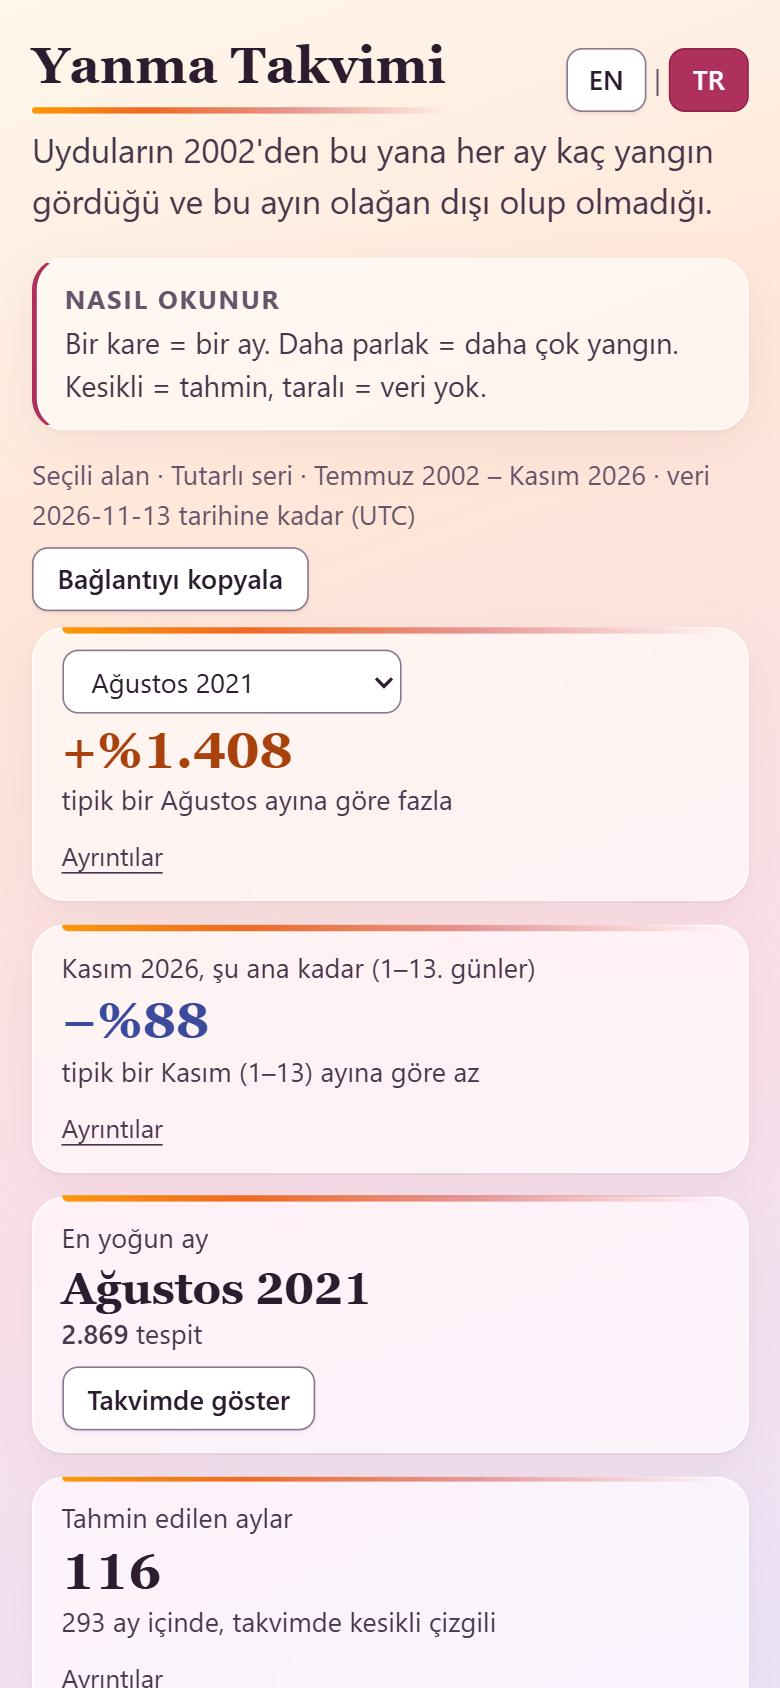 Yanma Takvimi
EN | TR
Uyduların 2002'den bu yana her ay kaç yangın
gördüğü ve bu ayın olağan dışı olup olmadığı.
NASIL OKUNUR
Bir kare = bir ay. Daha parlak = daha çok yangın.
Kesikli = tahmin, taralı = veri yok.
Seçili alan · Tutarlı seri · Temmuz 2002 – Kasım 2026 · veri
2026-11-13 tarihine kadar (UTC)
Bağlantıyı kopyala
Ağustos 2021
+%1.408
tipik bir Ağustos ayına göre fazla
Ayrıntılar
Kasım 2026, şu ana kadar (1–13. günler)
−%88
tipik bir Kasım (1–13) ayına göre az
Ayrıntılar
En yoğun ay
Ağustos 2021
2.869 tespit
Takvimde göster
Tahmin edilen aylar
116
293 ay içinde, takvimde kesikli çizgili
Ayrıntılar